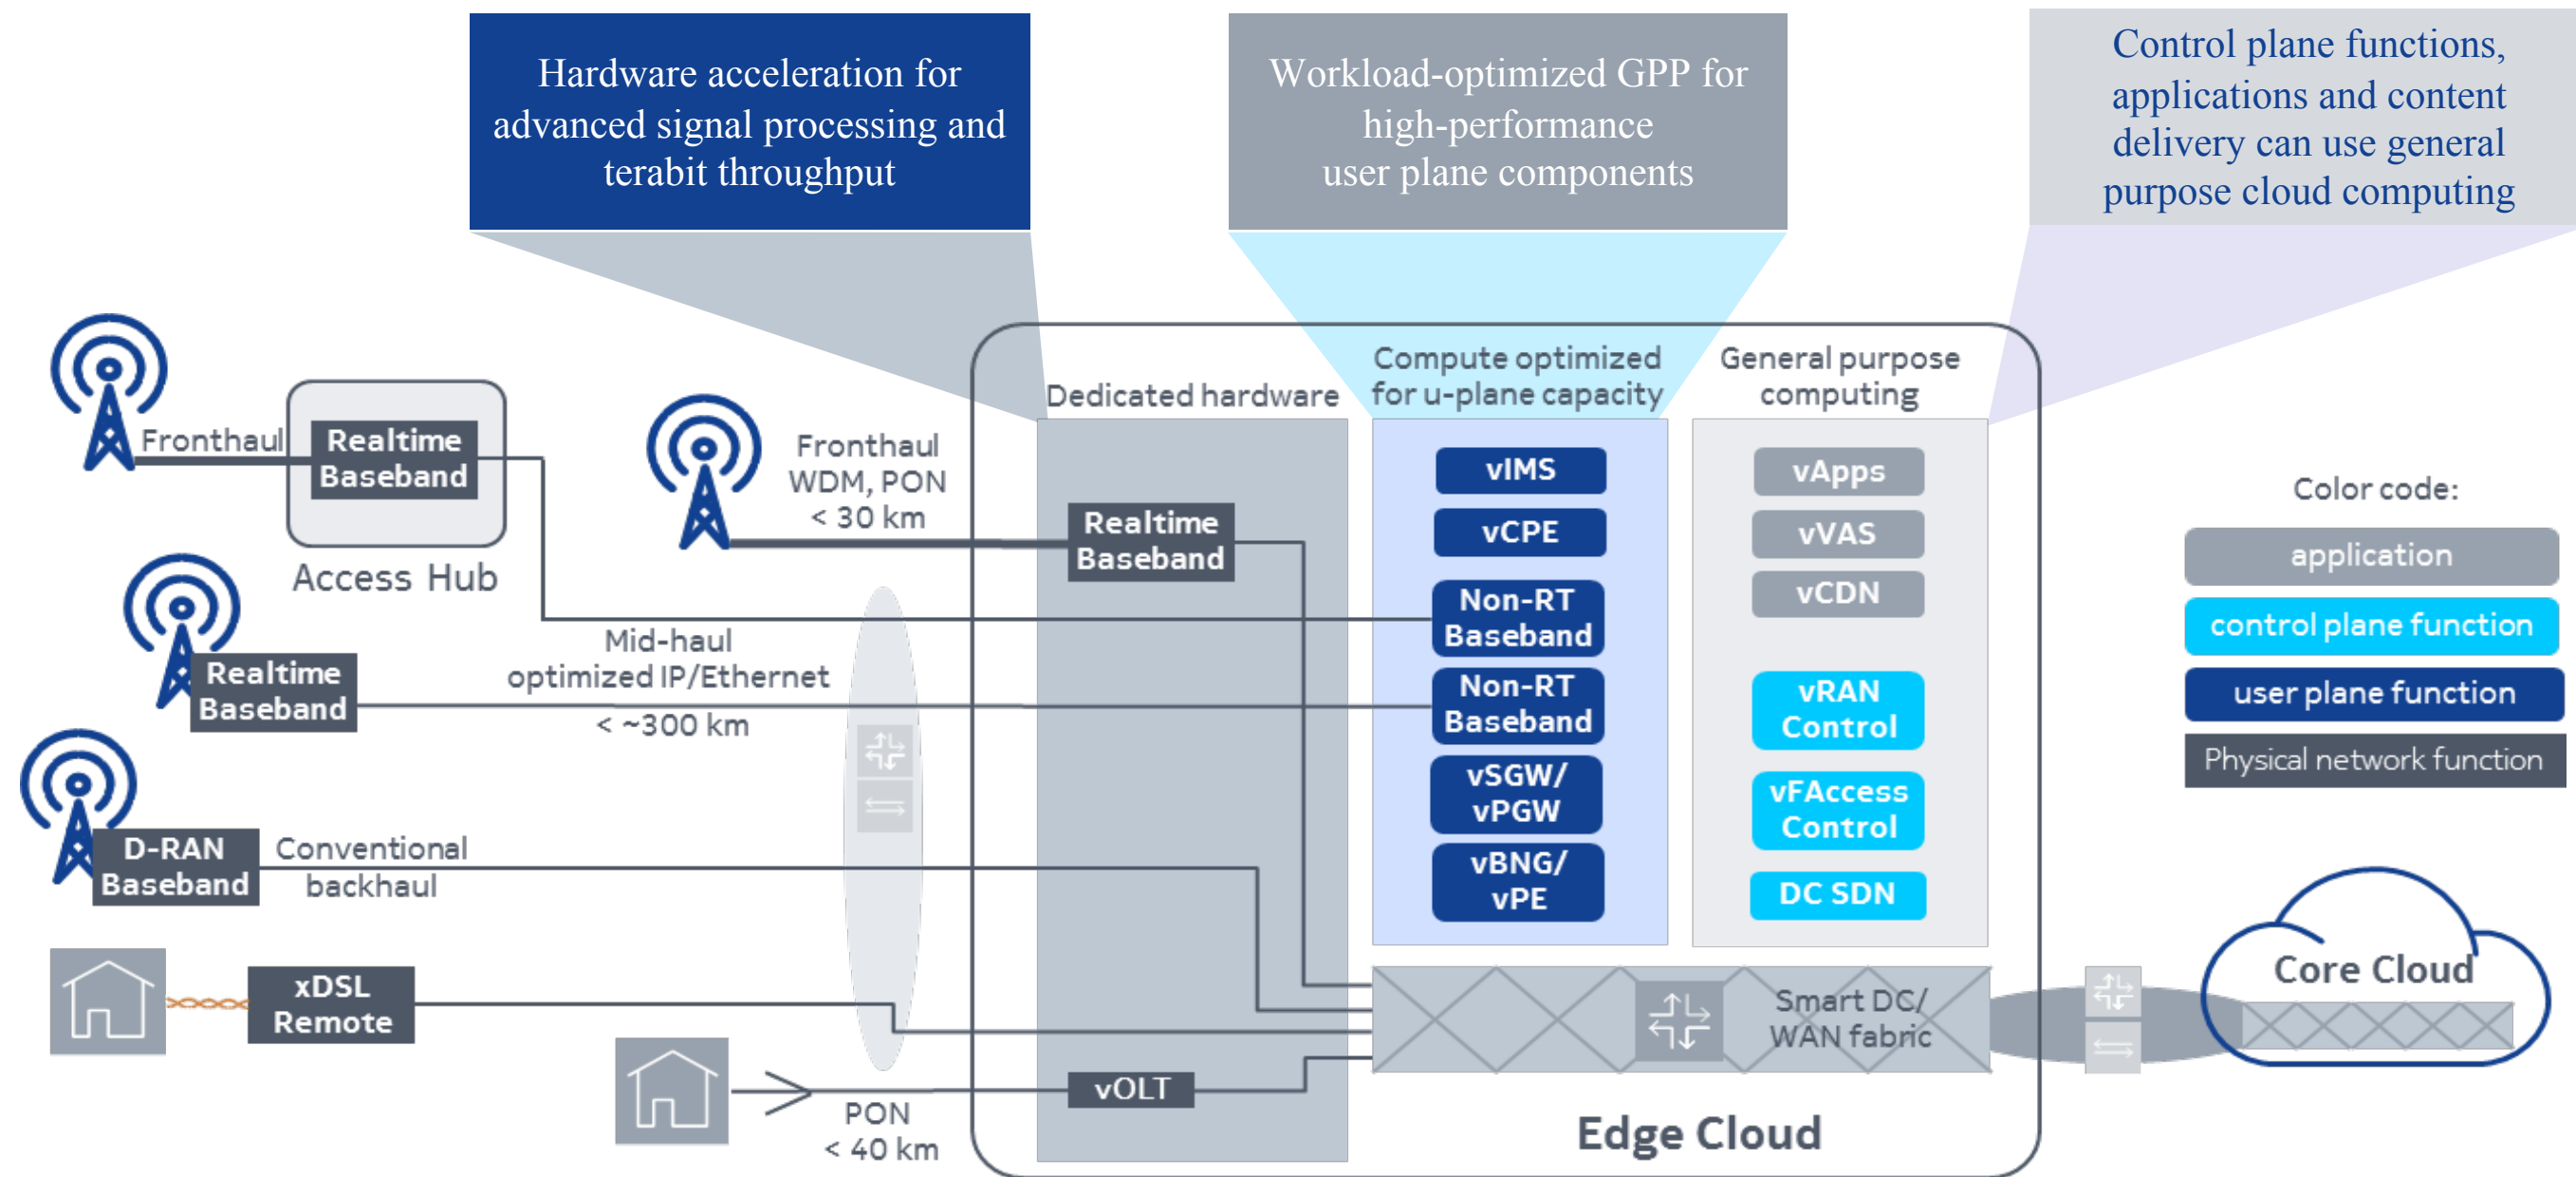 Hardware acceleration for
advanced signal processing and
terabit throughput
Workload-optimized GPP for
high-performance
user plane components
Control plane functions,
applications and content
delivery can use general
purpose cloud computing
Fronthaul
Realtime
Baseband
Access Hub
Fronthaul
WDM, PON
< 30 km
Realtime
Baseband
Mid-haul
optimized IP/Ethernet
< ~300 km
D-RAN
Baseband
Conventional
backhaul
xDSL
Remote
PON
< 40 km
Dedicated hardware
Realtime
Baseband
vOLT
Compute optimized
for u-plane capacity
vIMS
vCPE
Non-RT
Baseband
Non-RT
Baseband
vSGW/
vPGW
vBNG/
vPE
General purpose
computing
vApps
vVAS
vCDN
vRAN
Control
vFAccess
Control
DC SDN
Smart DC/
WAN fabric
Edge Cloud
Color code:
application
control plane function
user plane function
Physical network function
Core Cloud